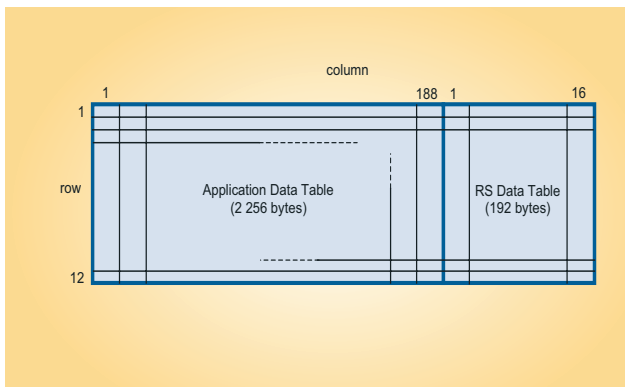 column
1 188 1 16
1
row
Application Data Table
(2 256 bytes)
RS Data Table
(192 bytes)
12